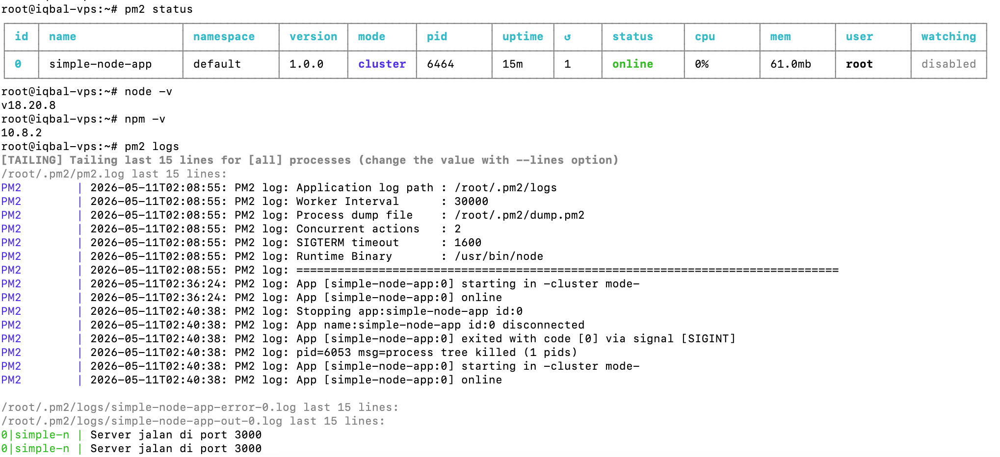 root@iqbal-vps:~# pm2 status
id name namespace version mode pid uptime ↺ status cpu mem user watching
0 simple-node-app default 1.0.0 cluster 6464 15m 1 online 0% 61.0mb root disabled
root@iqbal-vps:~# node -v
v18.20.8
root@iqbal-vps:~# npm -v
10.8.2
root@iqbal-vps:~# pm2 logs
[TAILING] Tailing last 15 lines for [all] processes (change the value with --lines option)
/root/.pm2/pm2.log last 15 lines:
PM2 | 2026-05-11T02:08:55: PM2 log: Application log path : /root/.pm2/logs
PM2 | 2026-05-11T02:08:55: PM2 log: Worker Interval : 30000
PM2 | 2026-05-11T02:08:55: PM2 log: Process dump file : /root/.pm2/dump.pm2
PM2 | 2026-05-11T02:08:55: PM2 log: Concurrent actions : 2
PM2 | 2026-05-11T02:08:55: PM2 log: SIGTERM timeout : 1600
PM2 | 2026-05-11T02:08:55: PM2 log: Runtime Binary : /usr/bin/node
PM2 | 2026-05-11T02:08:55: PM2 log: ===============================================================================
PM2 | 2026-05-11T02:36:24: PM2 log: App [simple-node-app:0] starting in -cluster mode-
PM2 | 2026-05-11T02:36:24: PM2 log: App [simple-node-app:0] online
PM2 | 2026-05-11T02:40:38: PM2 log: Stopping app:simple-node-app id:0
PM2 | 2026-05-11T02:40:38: PM2 log: App name:simple-node-app id:0 disconnected
PM2 | 2026-05-11T02:40:38: PM2 log: App [simple-node-app:0] exited with code [0] via signal [SIGINT]
PM2 | 2026-05-11T02:40:38: PM2 log: pid=6053 msg=process tree killed (1 pids)
PM2 | 2026-05-11T02:40:38: PM2 log: App [simple-node-app:0] starting in -cluster mode-
PM2 | 2026-05-11T02:40:38: PM2 log: App [simple-node-app:0] online
/root/.pm2/logs/simple-node-app-error-0.log last 15 lines:
/root/.pm2/logs/simple-node-app-out-0.log last 15 lines:
0|simple-n | Server jalan di port 3000
0|simple-n | Server jalan di port 3000